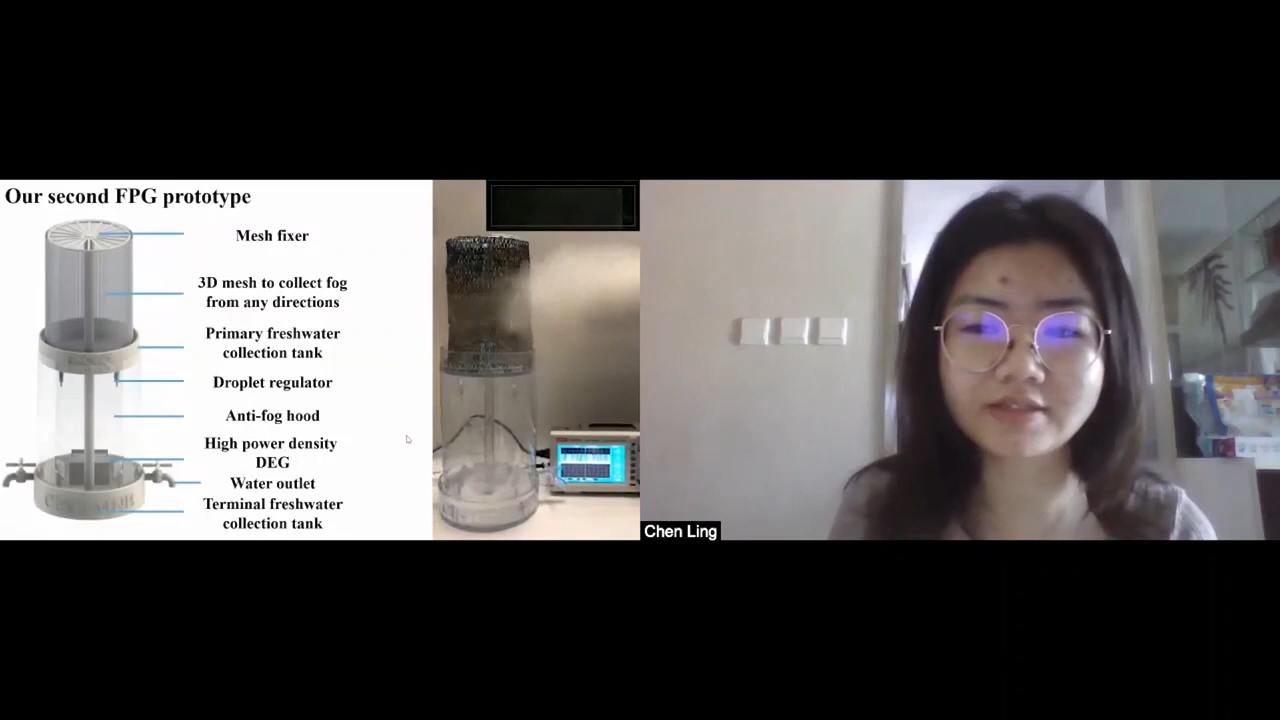 Our second FPG prototype
Mesh fixer
3D mesh to collect fog
from any directions
Primary freshwater
collection tank
Droplet regulator
Anti-fog hood
High power density
DEG
Water outlet
Terminal freshwater
collection tank
Chen Ling